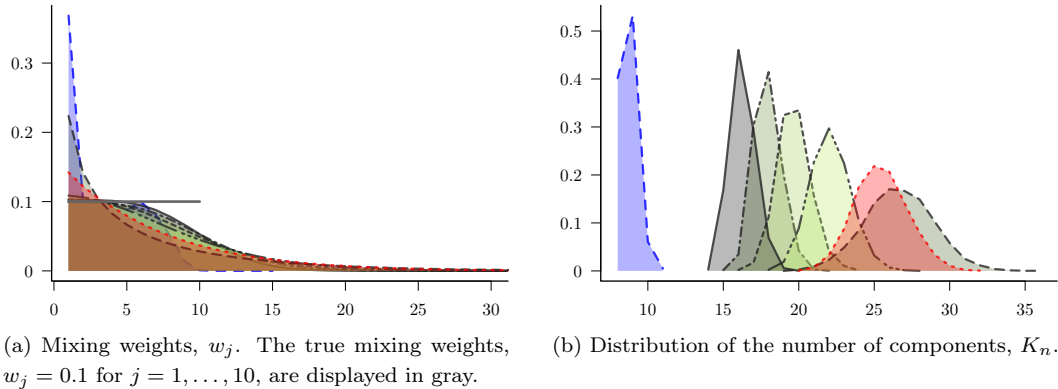 0.3
0.2
0.1
0
0 5 10 15 20 25 30
0.5
0.4
0.3
0.2
0.1
0
10 15 20 25 30 35
(a) Mixing weights, $w_j$. The true mixing weights,
$w_j = 0.1$ for $j = 1, \ldots, 10$, are displayed in gray.
(b) Distribution of the number of components, $K_n$.